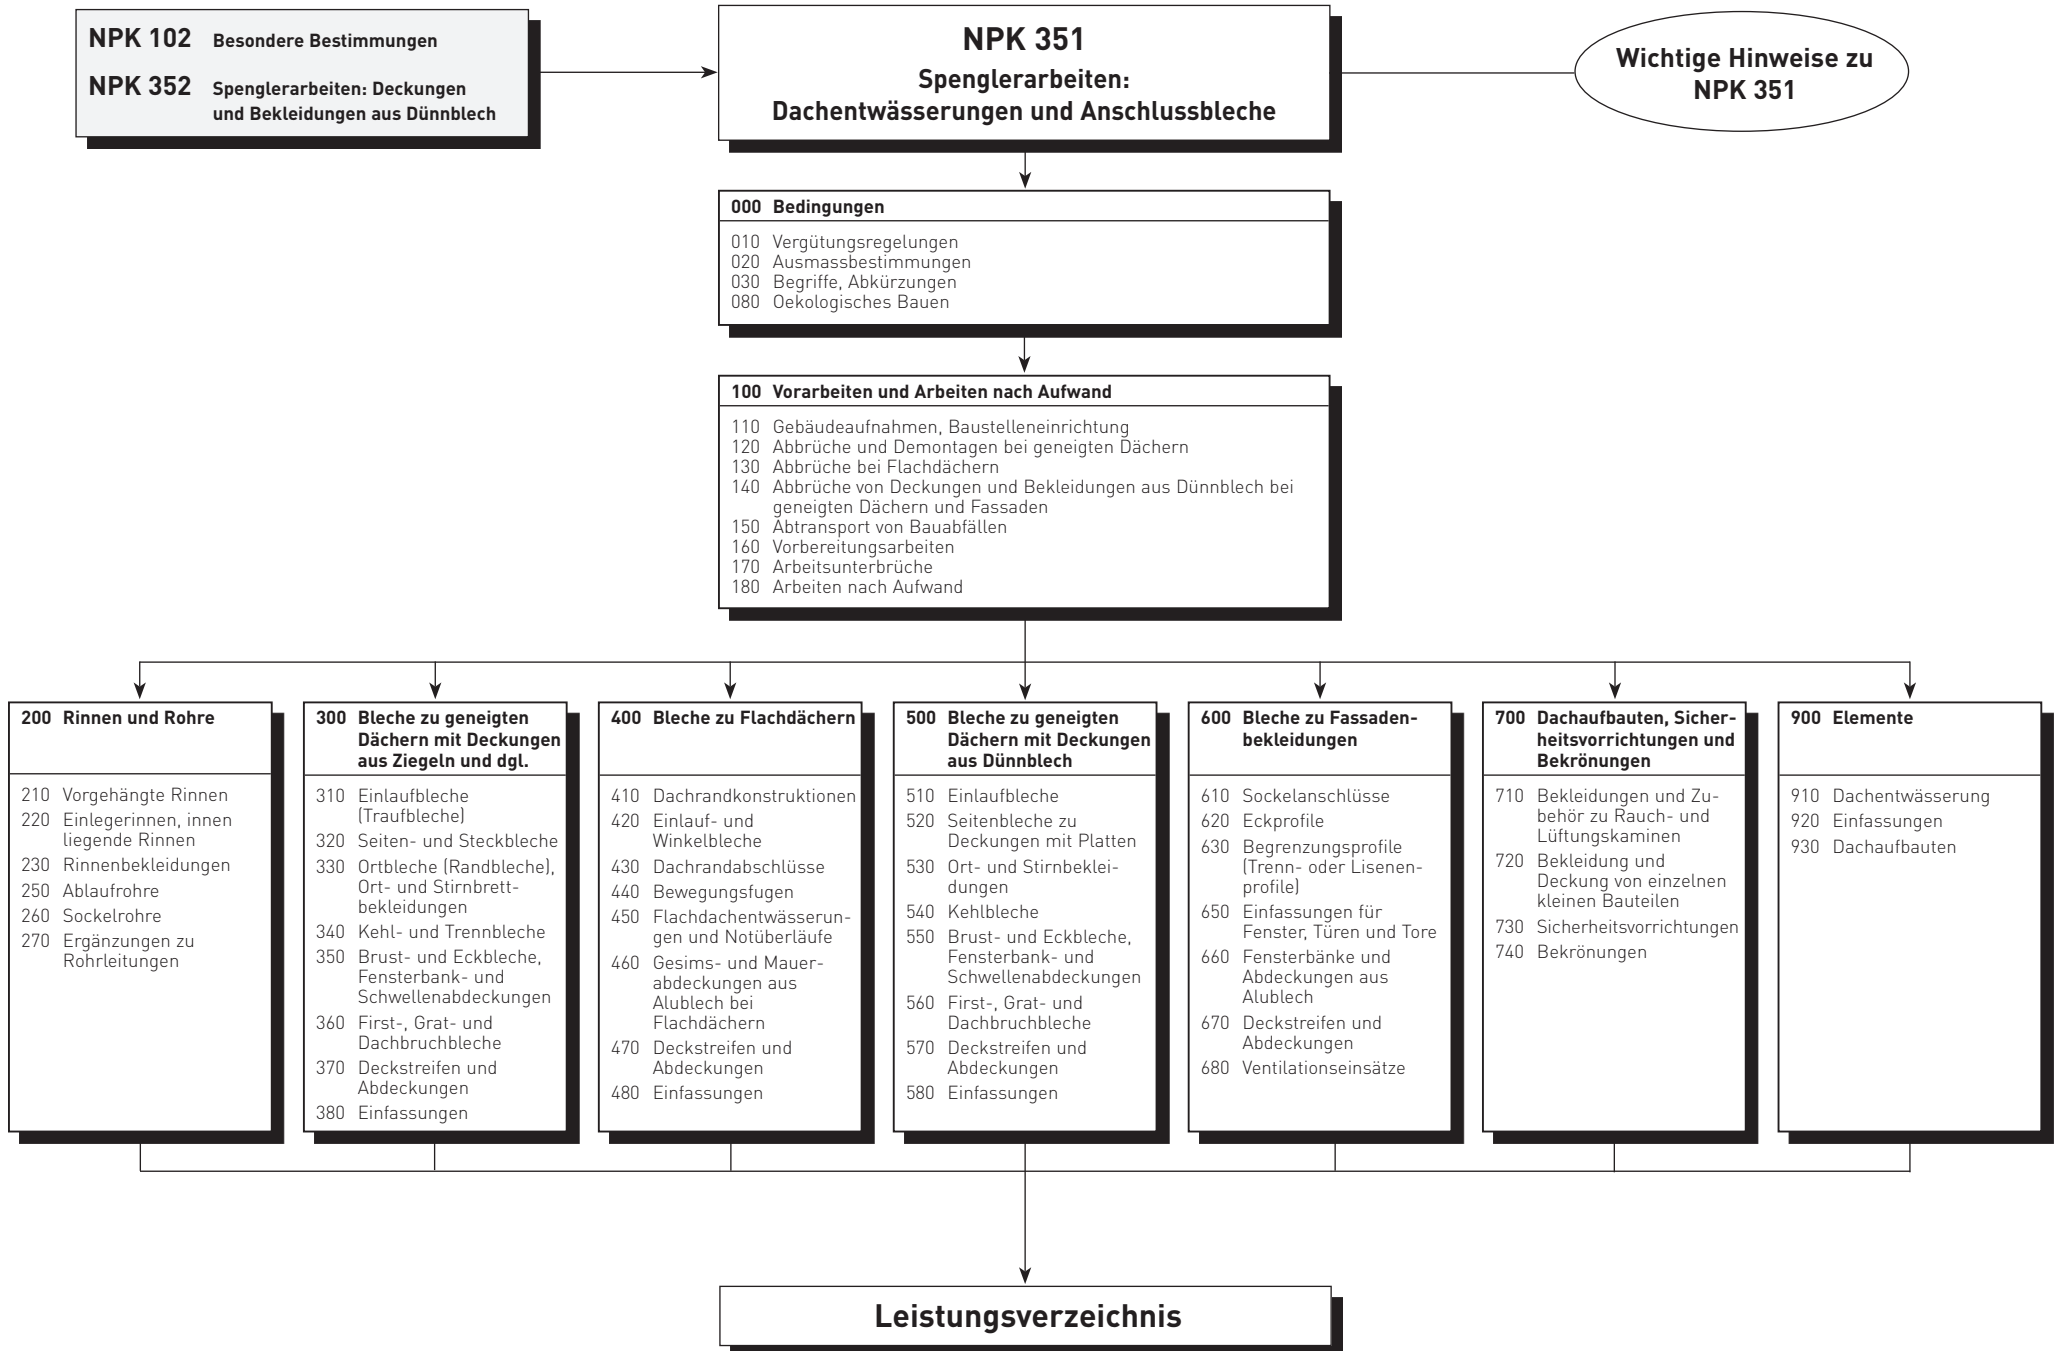 NPK 102 Besondere Bestimmungen
NPK 352 Spenglerarbeiten: Deckungen
und Bekleidungen aus Dünnblech
NPK 351
Spenglerarbeiten:
Dachentwässerungen und Anschlussbleche
Wichtige Hinweise zu
NPK 351
000 Bedingungen
010 Vergütungsregelungen
020 Ausmassbestimmungen
030 Begriffe, Abkürzungen
080 Oekologisches Bauen
100 Vorarbeiten und Arbeiten nach Aufwand
110 Gebäudeaufnahmen, Baustelleneinrichtung
120 Abbrüche und Demontagen bei geneigten Dächern
130 Abbrüche bei Flachdächern
140 Abbrüche von Deckungen und Bekleidungen aus Dünnblech bei
geneigten Dächern und Fassaden
150 Abtransport von Bauabfällen
160 Vorbereitungsarbeiten
170 Arbeitsunterbrüche
180 Arbeiten nach Aufwand
200 Rinnen und Rohre
210 Vorgehängte Rinnen
220 Einlegerinnen, innen
liegende Rinnen
230 Rinnenbekleidungen
250 Ablaufrohre
260 Sockelrohre
270 Ergänzungen zu
Rohrleitungen
300 Bleche zu geneigten
Dächern mit Deckungen
aus Ziegeln und dgl.
310 Einlaufbleche
(Traufbleche)
320 Seiten- und Steckbleche
330 Ortbleche (Randbleche),
Ort- und Stirnbrett-
bekleidungen
340 Kehl- und Trennbleche
350 Brust- und Eckbleche,
Fensterbank- und
Schwellenabdeckungen
360 First-, Grat- und
Dachbruchbleche
370 Deckstreifen und
Abdeckungen
380 Einfassungen
400 Bleche zu Flachdächern
410 Dachrandkonstruktionen
420 Einlauf- und
Winkelbleche
430 Dachrandabschlüsse
440 Bewegungsfugen
450 Flachdachentwässerun-
gen und Notüberläufe
460 Gesims- und Mauer-
abdeckungen aus
Alublech bei
Flachdächern
470 Deckstreifen und
Abdeckungen
480 Einfassungen
500 Bleche zu geneigten
Dächern mit Deckungen
aus Dünnblech
510 Einlaufbleche
520 Seitenbleche zu
Deckungen mit Platten
530 Ort- und Stirnbeklei-
dungen
540 Kehlbleche
550 Brust- und Eckbleche,
Fensterbank- und
Schwellenabdeckungen
560 First-, Grat- und
Dachbruchbleche
570 Deckstreifen und
Abdeckungen
580 Einfassungen
600 Bleche zu Fassaden-
bekleidungen
610 Sockelanschlüsse
620 Eckprofile
630 Begrenzungsprofile
(Trenn- oder Lisenen-
profile)
650 Einfassungen für
Fenster, Türen und Tore
660 Fensterbänke und
Abdeckungen aus
Alublech
670 Deckstreifen und
Abdeckungen
680 Ventilationseinsätze
700 Dachaufbauten, Sicher-
heitsvorrichtungen und
Bekrönungen
710 Bekleidungen und Zu-
behör zu Rauch- und
Lüftungskaminen
720 Bekleidung und
Deckung von einzelnen
kleinen Bauteilen
730 Sicherheitsvorrichtungen
740 Bekrönungen
900 Elemente
910 Dachentwässerung
920 Einfassungen
930 Dachaufbauten
Leistungsverzeichnis